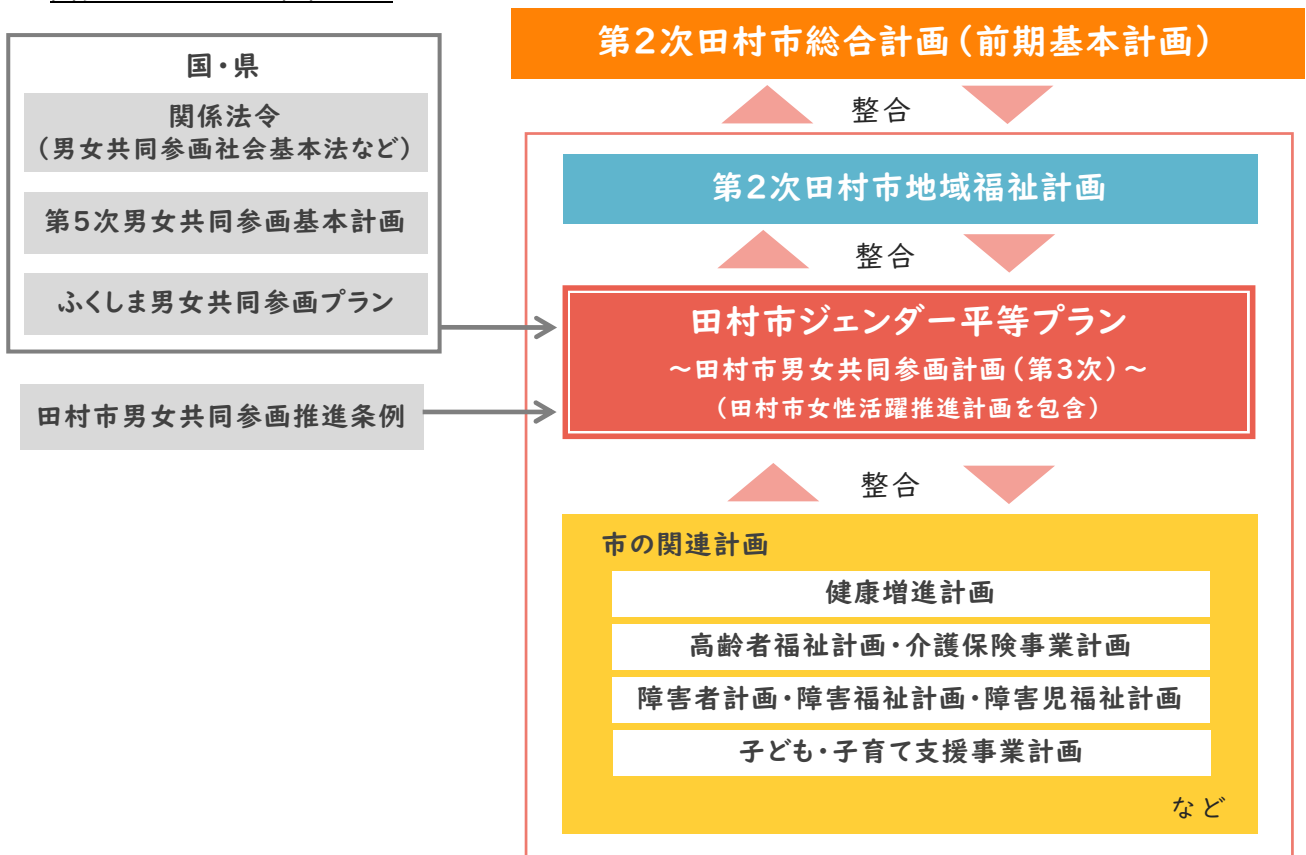 国・県
関係法令
（男女共同参画社会基本法など）
第5次男女共同参画基本計画
ふくしま男女共同参画プラン
田村市男女共同参画推進条例
第2次田村市総合計画（前期基本計画）
整合
第2次田村市地域福祉計画
整合
田村市ジェンダー平等プラン
～田村市男女共同参画計画（第3次）～
（田村市女性活躍推進計画を包含）
整合
市の関連計画
健康増進計画
高齢者福祉計画・介護保険事業計画
障害者計画・障害福祉計画・障害児福祉計画
子ども・子育て支援事業計画
など